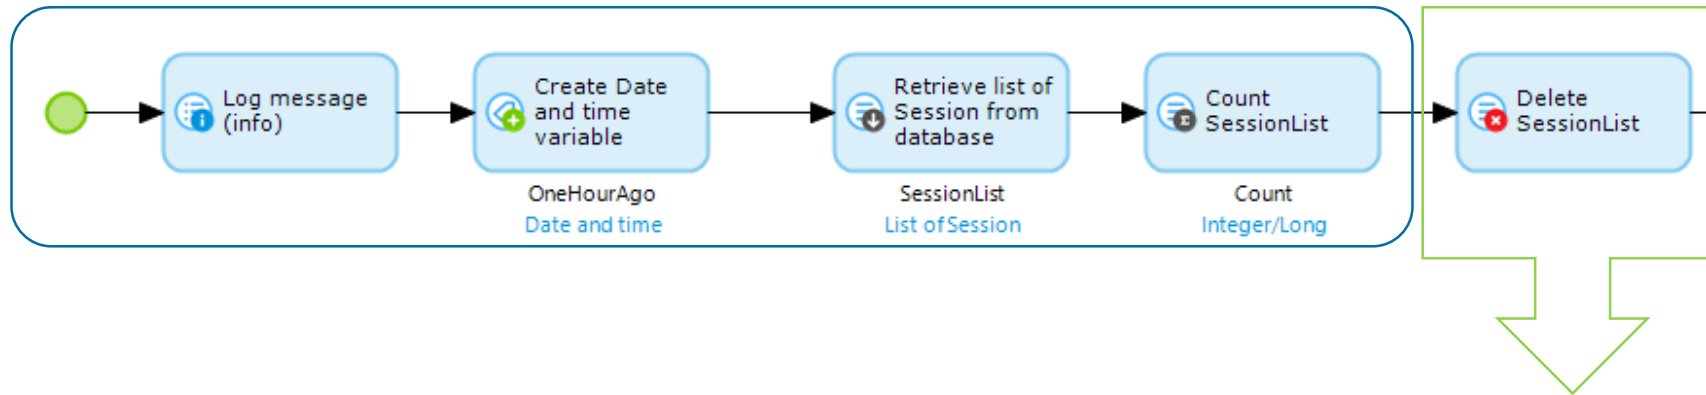 Log message
(info)
Create Date
and time
variable
OneHourAgo
Date and time
Retrieve list of
Session from
database
SessionList
List of Session
Count
SessionList
Count
Integer/Long
Delete
SessionList